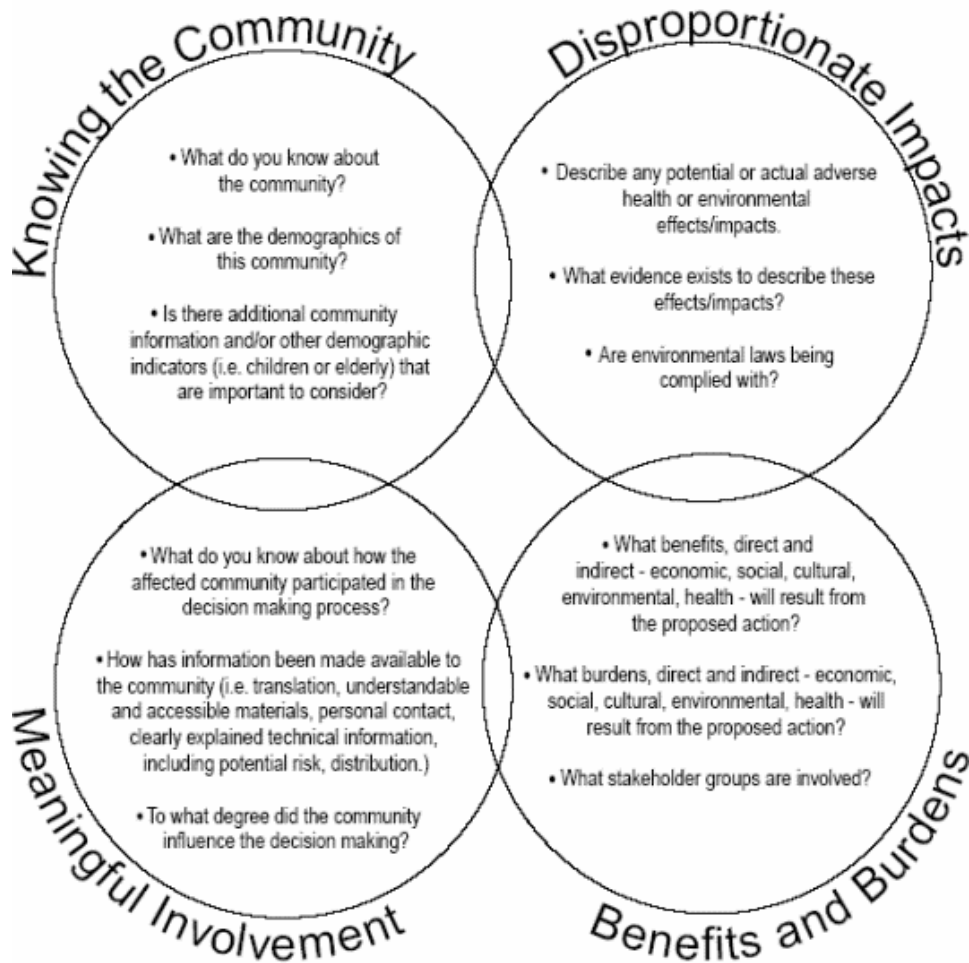 Knowing the Community
• What do you know about
the community?
• What are the demographics of
this community?
• Is there additional community
information and/or other demographic
indicators (i.e. children or elderly) that
are important to consider?
Disproportionate Impacts
• Describe any potential or actual adverse
health or environmental
effects/impacts.
• What evidence exists to describe these
effects/impacts?
• Are environmental laws being
complied with?
Meaningful Involvement
• What do you know about how the
affected community participated in the
decision making process?
• How has information been made available to
the community (i.e. translation, understandable
and accessible materials, personal contact,
clearly explained technical information,
including potential risk, distribution.)
• To what degree did the community
influence the decision making?
Benefits and Burdens
• What benefits, direct and
indirect - economic, social, cultural,
environmental, health - will result from
the proposed action?
• What burdens, direct and indirect - economic,
social, cultural, environmental, health - will
result from the proposed action?
• What stakeholder groups are involved?